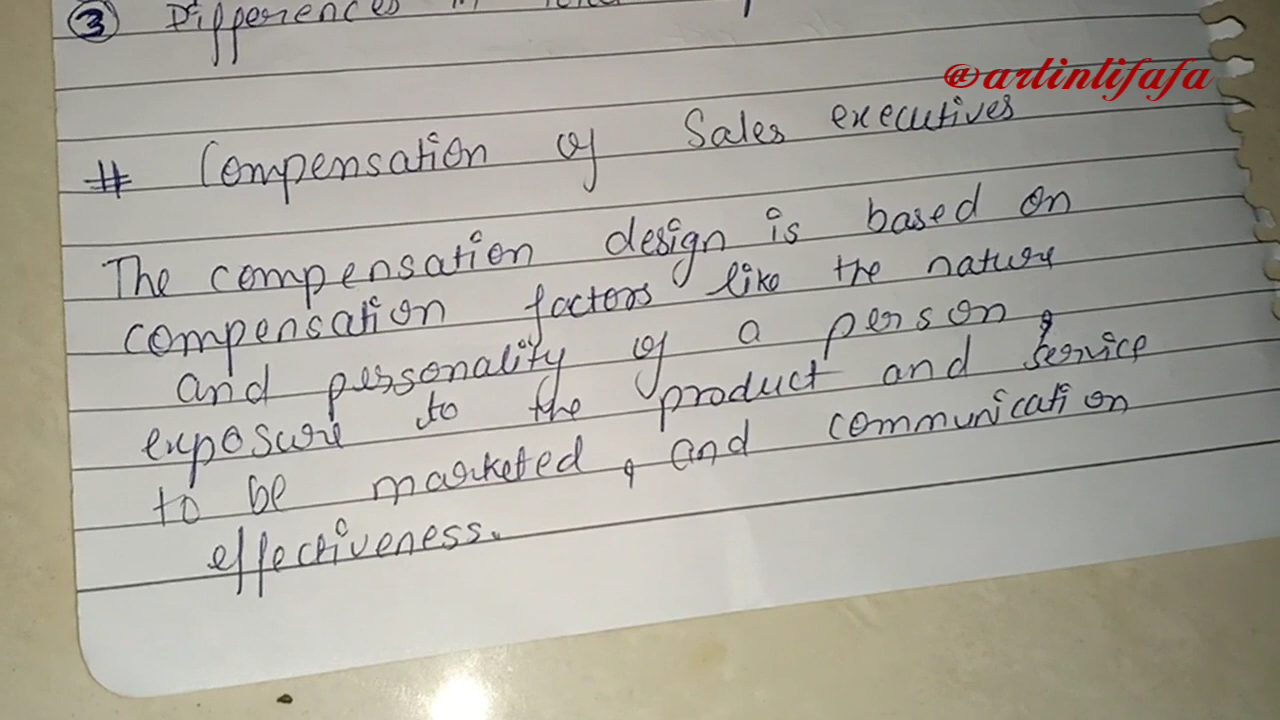 ③ Differences in
@artinlifafa
# Compensation of Sales executives
The compensation design is based on
compensation factors like the nature
and personality of a person,
exposure to the product and service
to be marketed, and communication
effectiveness.